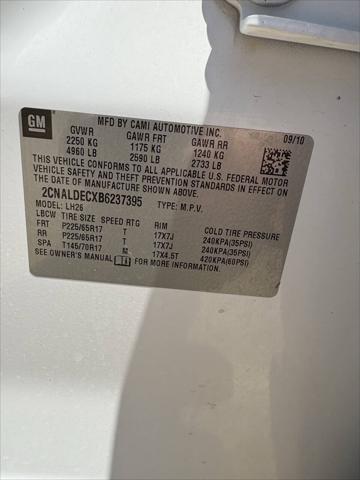 GM
MFD BY CAMI AUTOMOTIVE INC.
GVWR GAWR FRT GAWR RR 09/10
2250 KG 1175 KG 1240 KG
4960 LB 2590 LB 2733 LB
THIS VEHICLE CONFORMS TO ALL APPLICABLE U.S. FEDERAL MOTOR
VEHICLE SAFETY AND THEFT PREVENTION STANDARDS IN EFFECT ON
THE DATE OF MANUFACTURE SHOWN ABOVE.
2CNALDECXB6237395 TYPE: M.P.V.
MODEL: LH26
LBCW TIRE SIZE SPEED RTG RIM COLD TIRE PRESSURE
FRT P225/65R17 T 17X7J 240KPA(35PSI)
RR P225/65R17 T 17X7J 240KPA(35PSI)
SPA T145/70R17 M 17X4.5T 420KPA(60PSI)
SEE OWNER'S MANUAL